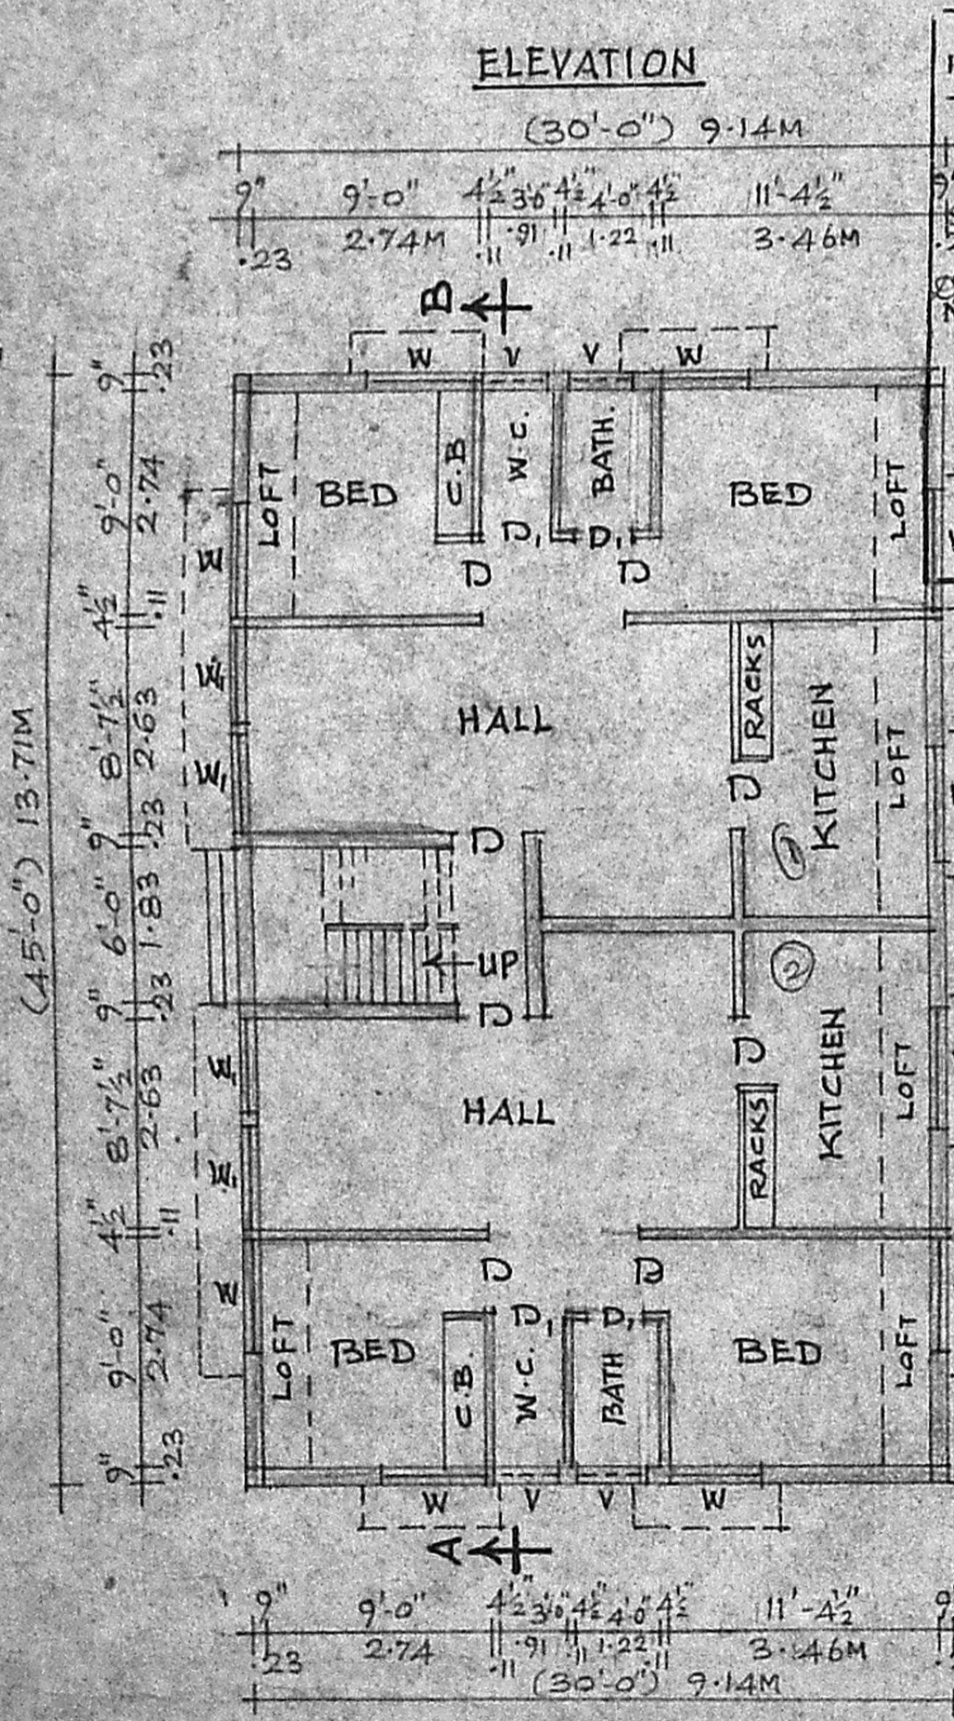 ELEVATION
(30'-0") 9.14M
9" 9'-0" 4½" 3'0" 4½" 4'-0" 4½" 11'-4½" 9"
.23 2.74M .11 .91 .11 1.22 .11 3.46M
B
W V V W
(45'-0") 13.71M
9" 9'-0" 4½" 8'-7½" 9" 6'-0" 9" 8'-7½" 4½" 9'-0" 9"
.23 2.74 .11 2.63 .23 1.83 .23 2.63 .11 2.74 .23
LOFT BED C.B W.C. BATH. BED LOFT
D₁ D₁
D D
W
W₁
W₁
HALL RACKS KITCHEN LOFT
D
D
1
UP
2
D
D
W₁
W₁
W
HALL RACKS KITCHEN LOFT
D D
D₁ D₁
LOFT BED C.B. W.C. BATH BED LOFT
W V V W
A
9" 9'-0" 4½" 3'0" 4½" 4'0" 4½" 11'-4½" 9
.23 2.74 .11 .91 .11 1.22 .11 3.46M
(30'-0") 9.14M